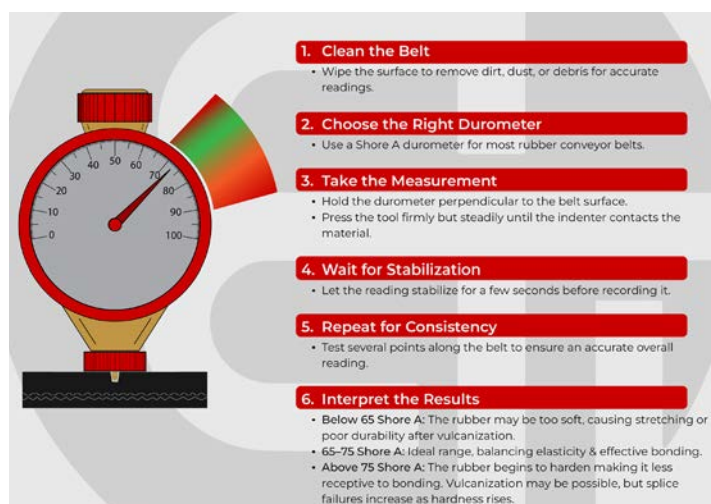 0
10
20
30
40
50
60
70
80
90
100
1. Clean the Belt
• Wipe the surface to remove dirt, dust, or debris for accurate
readings.
2. Choose the Right Durometer
• Use a Shore A durometer for most rubber conveyor belts.
3. Take the Measurement
• Hold the durometer perpendicular to the belt surface.
• Press the tool firmly but steadily until the indenter contacts the
material.
4. Wait for Stabilization
• Let the reading stabilize for a few seconds before recording it.
5. Repeat for Consistency
• Test several points along the belt to ensure an accurate overall
reading.
6. Interpret the Results
• Below 65 Shore A: The rubber may be too soft, causing stretching or
poor durability after vulcanization.
• 65–75 Shore A: Ideal range, balancing elasticity & effective bonding.
• Above 75 Shore A: The rubber begins to harden making it less
receptive to bonding. Vulcanization may be possible, but splice
failures increase as hardness rises.